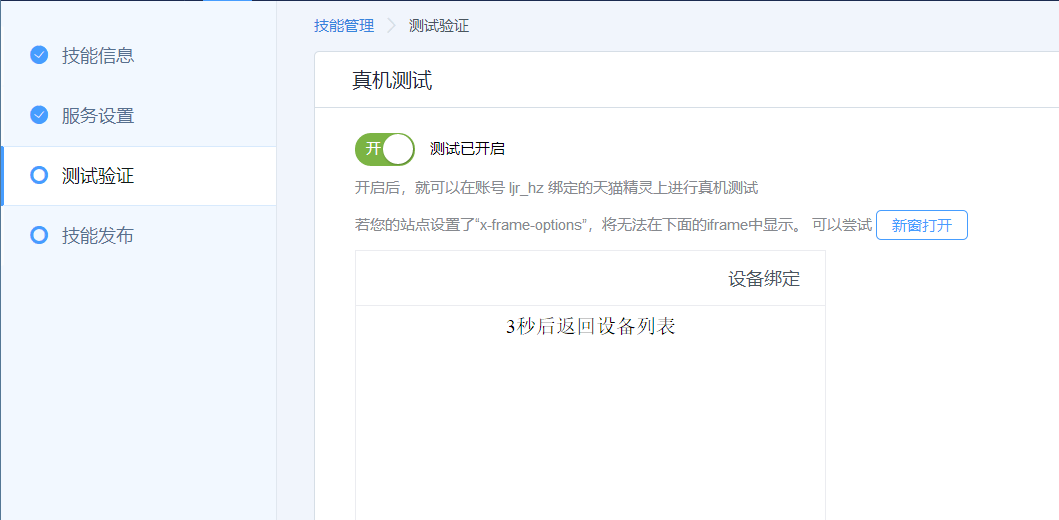 技能管理 测试验证
技能信息
服务设置
测试验证
技能发布
真机测试
开 测试已开启
开启后，就可以在账号 ljr_hz 绑定的天猫精灵上进行真机测试
若您的站点设置了“x-frame-options”，将无法在下面的iframe中显示。 可以尝试 新窗打开
设备绑定
3秒后返回设备列表